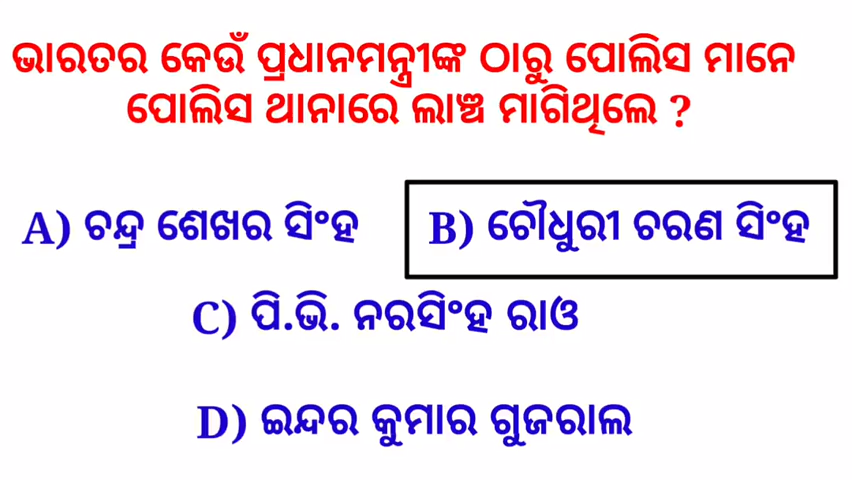 ଭାରତର କେଉଁ ପ୍ରଧାନମନ୍ତ୍ରୀଙ୍କ ଠାରୁ ପୋଲିସ ମାନେ
ପୋଲିସ ଥାନାରେ ଲାଞ୍ଚ ମାଗିଥିଲେ ?
A) ଚନ୍ଦ୍ର ଶେଖର ସିଂହ B) ଚୌଧୁରୀ ଚରଣ ସିଂହ
C) ପି.ଭି. ନରସିଂହ ରାଓ
D) ଇନ୍ଦର କୁମାର ଗୁଜରାଲ